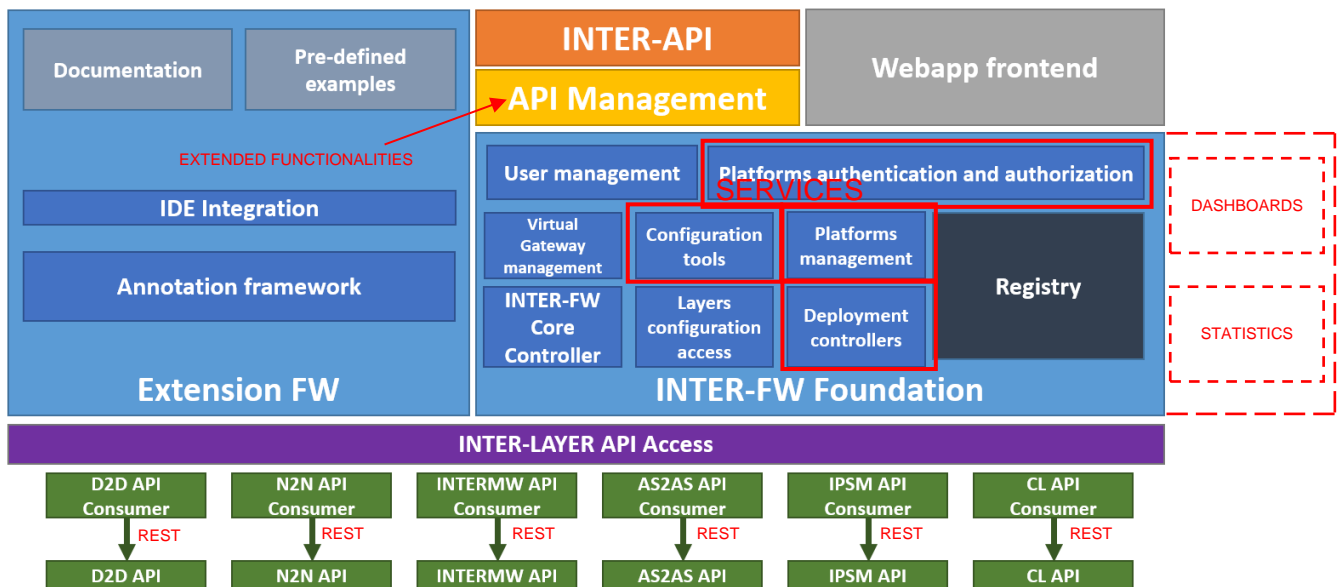 INTER-API
Documentation
Pre-defined
examples
Webapp frontend
API Management
EXTENDED FUNCTIONALITIES
User management
Platforms authentication and authorization
SERVICES
DASHBOARDS
IDE Integration
Virtual
Gateway
management
Configuration
tools
Platforms
management
Registry
Annotation framework
INTER-FW
Core
Controller
Layers
configuration
access
Deployment
controllers
STATISTICS
Extension FW
INTER-FW Foundation
INTER-LAYER API Access
D2D API
Consumer
N2N API
Consumer
INTERMW API
Consumer
AS2AS API
Consumer
IPSM API
Consumer
CL API
Consumer
REST
REST
REST
REST
REST
REST
D2D API
N2N API
INTERMW API
AS2AS API
IPSM API
CL API